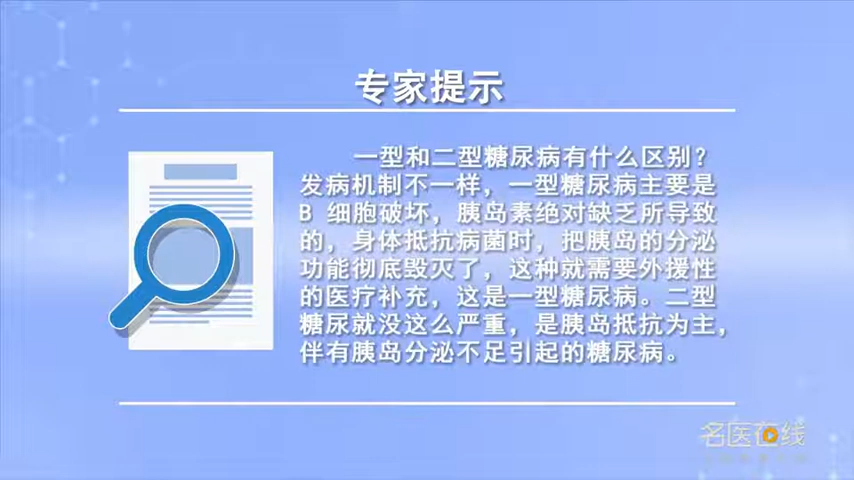 专家提示
一型和二型糖尿病有什么区别？
发病机制不一样，一型糖尿病主要是
B 细胞破坏，胰岛素绝对缺乏所导致
的，身体抵抗病菌时，把胰岛的分泌
功能彻底毁灭了，这种就需要外援性
的医疗补充，这是一型糖尿病。二型
糖尿就没这么严重，是胰岛抵抗为主，
伴有胰岛分泌不足引起的糖尿病。
名医在线